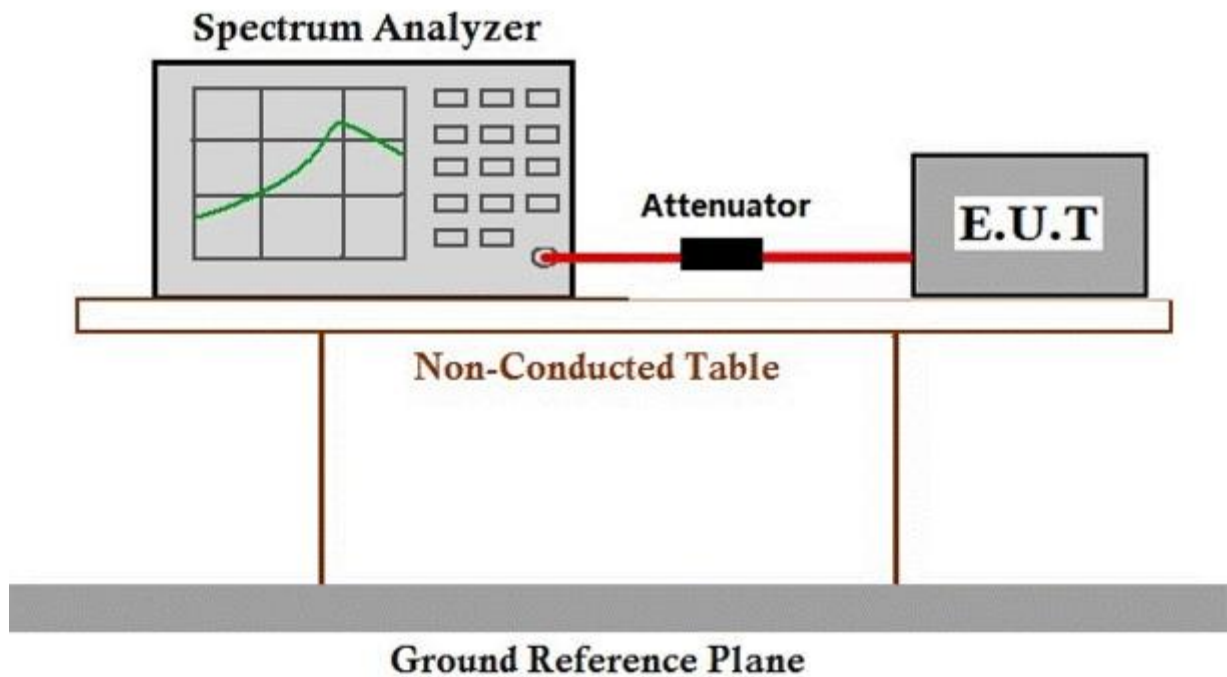 Spectrum Analyzer
Attenuator
E.U.T
Non-Conducted Table
Ground Reference Plane